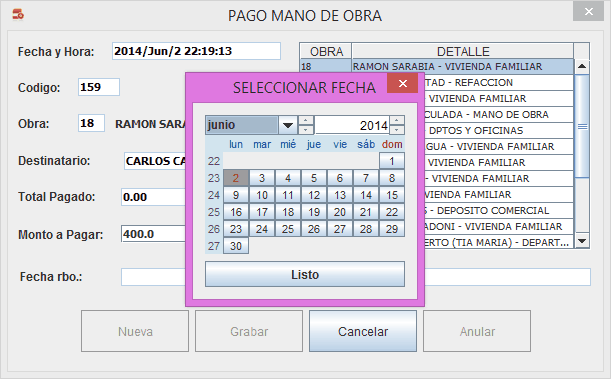 PAGO MANO DE OBRA
Fecha y Hora: 2014/Jun/2 22:19:13
Codigo: 159
Obra: 18 RAMON SARA
Destinatario: CARLOS CA
Total Pagado: 0.00
Monto a Pagar: 400.0
Fecha rbo.:
OBRA DETALLE
18 RAMON SARABIA - VIVIENDA FAMILIAR
TAD - REFACCION
VIVIENDA FAMILIAR
CULADA - MANO DE OBRA
DPTOS Y OFICINAS
GUA - VIVIENDA FAMILIAR
- VIVIENDA FAMILIAR
IVIENDA FAMILIAR
S - DEPOSITO COMERCIAL
ADONI - VIVIENDA FAMILIAR
ERTO (TIA MARIA) - DEPART...
SELECCIONAR FECHA
junio 2014
lun mar mié jue vie sáb dom
22 1
23 2 3 4 5 6 7 8
24 9 10 11 12 13 14 15
25 16 17 18 19 20 21 22
26 23 24 25 26 27 28 29
27 30
Listo
Nueva Grabar Cancelar Anular